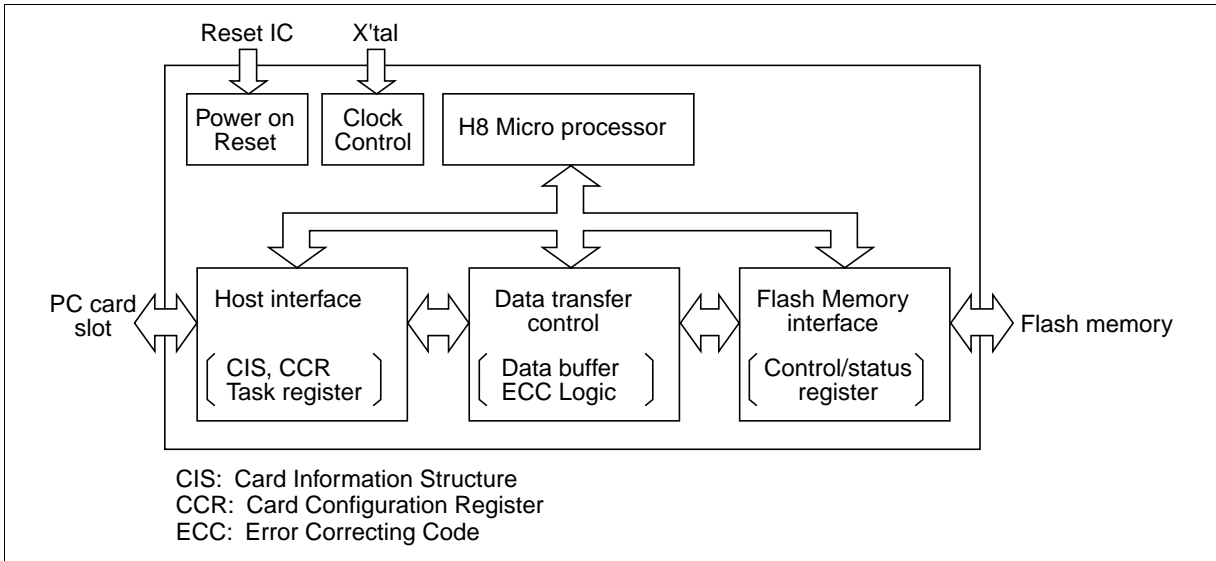 Reset IC
X'tal
Power on
Reset
Clock
Control
H8 Micro processor
PC card
slot
Host interface
CIS, CCR
Task register
Data transfer
control
Data buffer
ECC Logic
Flash Memory
interface
Control/status
register
Flash memory
CIS: Card Information Structure
CCR: Card Configuration Register
ECC: Error Correcting Code